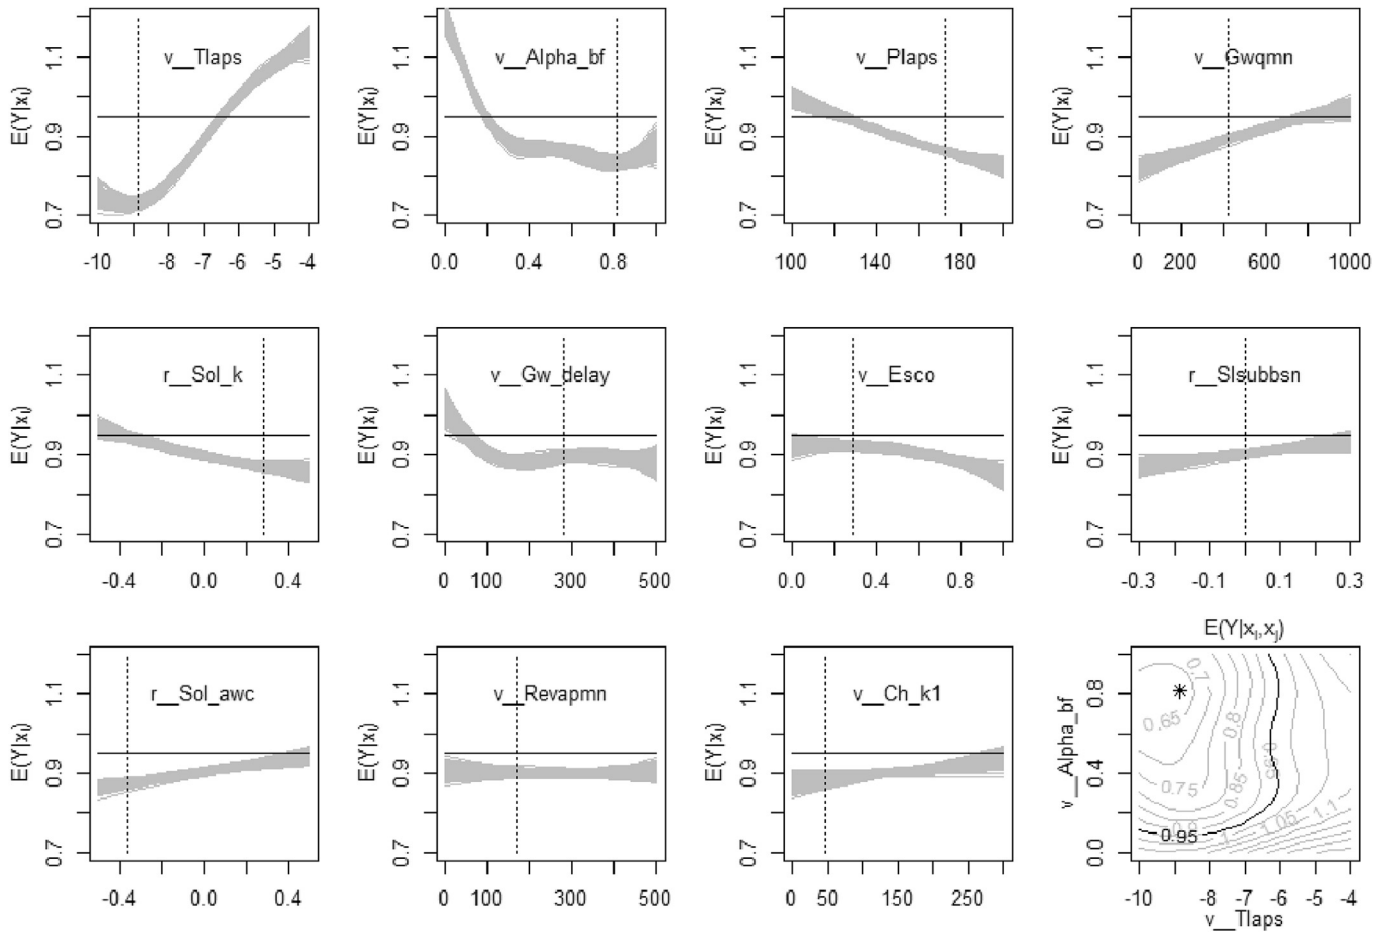 v__Tlaps
E(Y|xᵢ)
0.7 0.9 1.1
-10 -8 -7 -6 -5 -4
v__Alpha_bf
E(Y|xᵢ)
0.7 0.9 1.1
0.0 0.4 0.8
v__Plaps
E(Y|xᵢ)
0.7 0.9 1.1
100 140 180
v__Gwqmn
E(Y|xᵢ)
0.7 0.9 1.1
0 200 600 1000
r__Sol_k
E(Y|xᵢ)
0.7 0.9 1.1
-0.4 0.0 0.4
v__Gw_delay
E(Y|xᵢ)
0.7 0.9 1.1
0 100 300 500
v__Esco
E(Y|xᵢ)
0.7 0.9 1.1
0.0 0.4 0.8
r__Slsubbsn
E(Y|xᵢ)
0.7 0.9 1.1
-0.3 -0.1 0.1 0.3
r__Sol_awc
E(Y|xᵢ)
0.7 0.9 1.1
-0.4 0.0 0.4
v__Revapmn
E(Y|xᵢ)
0.7 0.9 1.1
0 100 300 500
v__Ch_k1
E(Y|xᵢ)
0.7 0.9 1.1
0 50 150 300
E(Y|xᵢ,xⱼ)
v__Alpha_bf
0.0 0.4 0.8
0.7
0.65
0.8
0.75
0.85
0.95
0.9
0.95
1
1.05
1.1
-10 -8 -7 -6 -5 -4
v__Tlaps